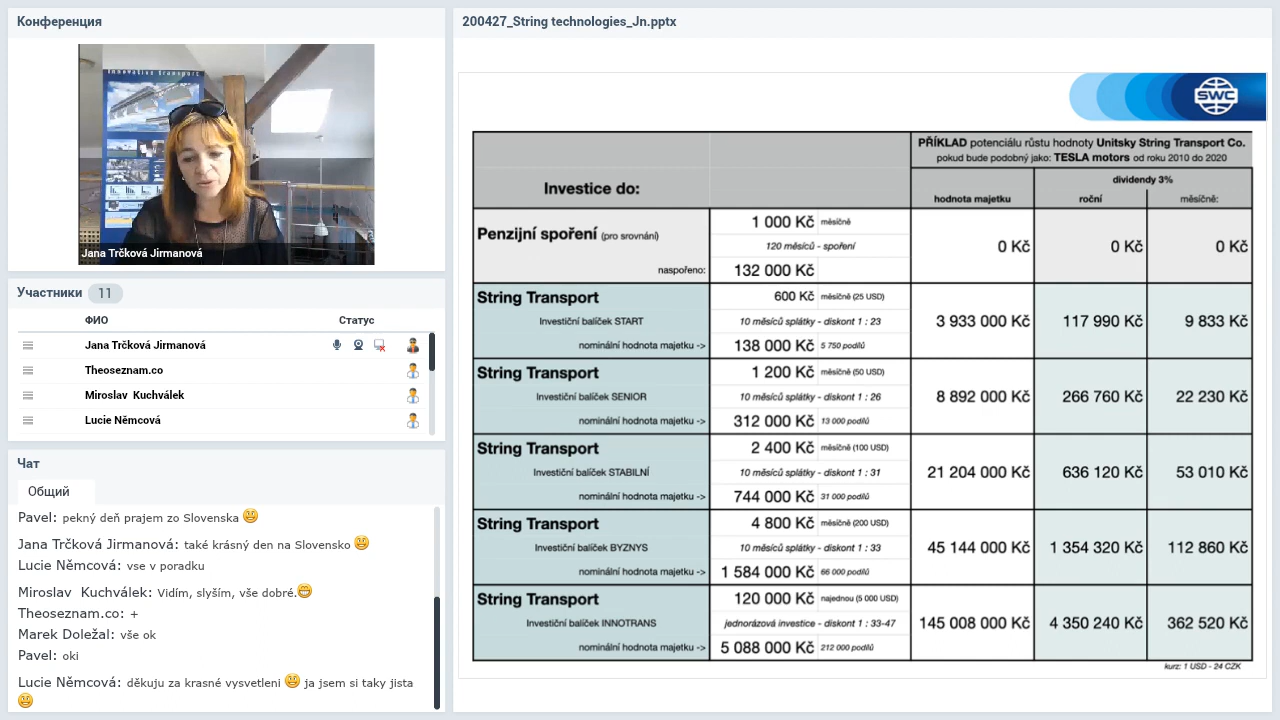 Конференция
Innovative Transport
Jana Trčková Jirmanová
Участники 11
ФИО Статус
Jana Trčková Jirmanová
Theoseznam.co
Miroslav Kuchválek
Lucie Němcová
Чат
Общий
Pavel: pekný deň prajem zo Slovenska
Jana Trčková Jirmanová: také krásný den na Slovensko
Lucie Němcová: vse v poradku
Miroslav Kuchválek: Vidím, slyším, vše dobré.
Theoseznam.co: +
Marek Doležal: vše ok
Pavel: oki
Lucie Němcová: děkuju za krasné vysvetleni ja jsem si taky jista
200427_String technologies_Jn.pptx
SWC
PŘÍKLAD potenciálu růstu hodnoty Unitsky String Transport Co.
pokud bude podobný jako: TESLA motors od roku 2010 do 2020
Investice do:
dividendy 3%
hodnota majetku roční měsíčně:
Penzijní spoření (pro srovnání) 1 000 Kč měsíčně
120 měsíců - spoření 0 Kč 0 Kč 0 Kč
naspořeno: 132 000 Kč
String Transport 600 Kč měsíčně (25 USD)
Investiční balíček START 10 měsíců splátky - diskont 1 : 23 3 933 000 Kč 117 990 Kč 9 833 Kč
nominální hodnota majetku -> 138 000 Kč 5 750 podílů
String Transport 1 200 Kč měsíčně (50 USD)
Investiční balíček SENIOR 10 měsíců splátky - diskont 1 : 26 8 892 000 Kč 266 760 Kč 22 230 Kč
nominální hodnota majetku -> 312 000 Kč 13 000 podílů
String Transport 2 400 Kč měsíčně (100 USD)
Investiční balíček STABILNÍ 10 měsíců splátky - diskont 1 : 31 21 204 000 Kč 636 120 Kč 53 010 Kč
nominální hodnota majetku -> 744 000 Kč 31 000 podílů
String Transport 4 800 Kč měsíčně (200 USD)
Investiční balíček BYZNYS 10 měsíců splátky - diskont 1 : 33 45 144 000 Kč 1 354 320 Kč 112 860 Kč
nominální hodnota majetku -> 1 584 000 Kč 66 000 podílů
String Transport 120 000 Kč najednou (5 000 USD)
Investiční balíček INNOTRANS jednorázová investice - diskont 1 : 33-47 145 008 000 Kč 4 350 240 Kč 362 520 Kč
nominální hodnota majetku -> 5 088 000 Kč 212 000 podílů
kurz: 1 USD - 24 CZK